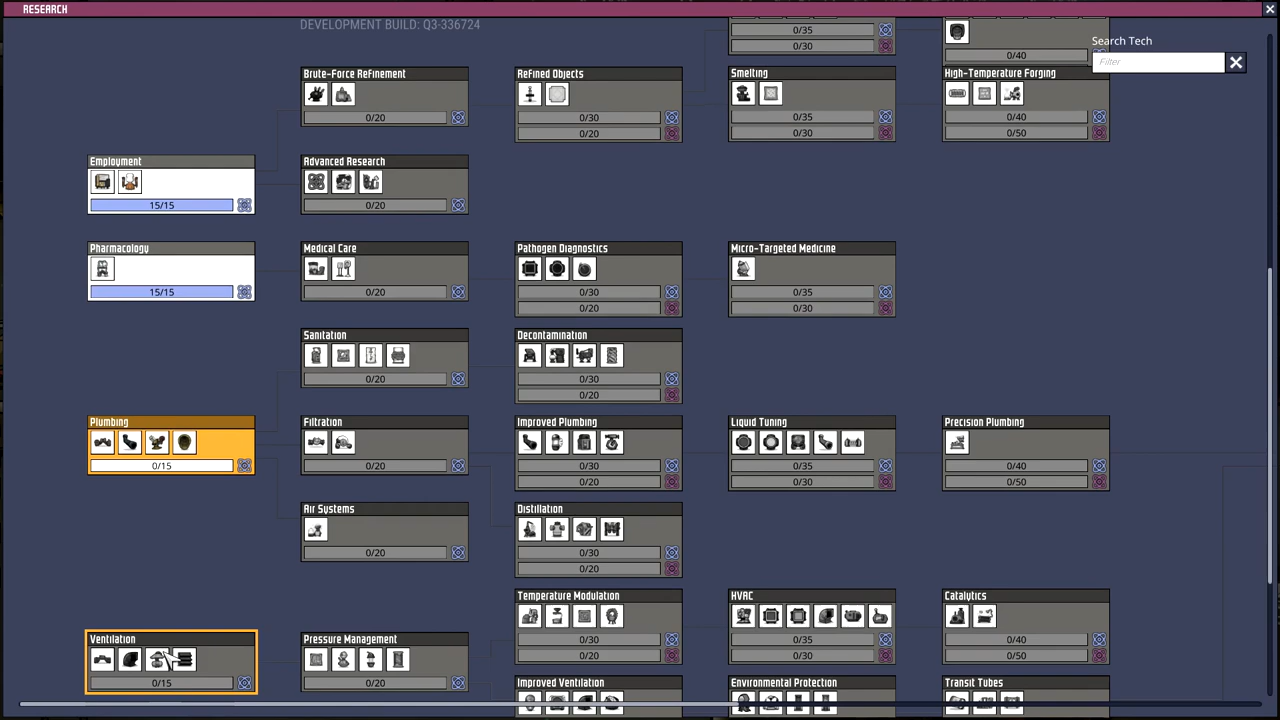 RESEARCH
DEVELOPMENT BUILD: Q3-336724
Search Tech
Filter
0/35
0/30
0/40
Brute-Force Refinement
0/20
Refined Objects
0/30
0/20
Smelting
0/35
0/30
High-Temperature Forging
0/40
0/50
Employment
15/15
Advanced Research
0/20
Pharmacology
15/15
Medical Care
0/20
Pathogen Diagnostics
0/30
0/20
Micro-Targeted Medicine
0/35
0/30
Sanitation
0/20
Decontamination
0/30
0/20
Plumbing
0/15
Filtration
0/20
Improved Plumbing
0/30
0/20
Liquid Tuning
0/35
0/30
Precision Plumbing
0/40
0/50
Air Systems
0/20
Distillation
0/30
0/20
Temperature Modulation
0/30
0/20
HVAC
0/35
0/30
Catalytics
0/40
0/50
Ventilation
0/15
Pressure Management
0/20
Improved Ventilation
Environmental Protection
Transit Tubes